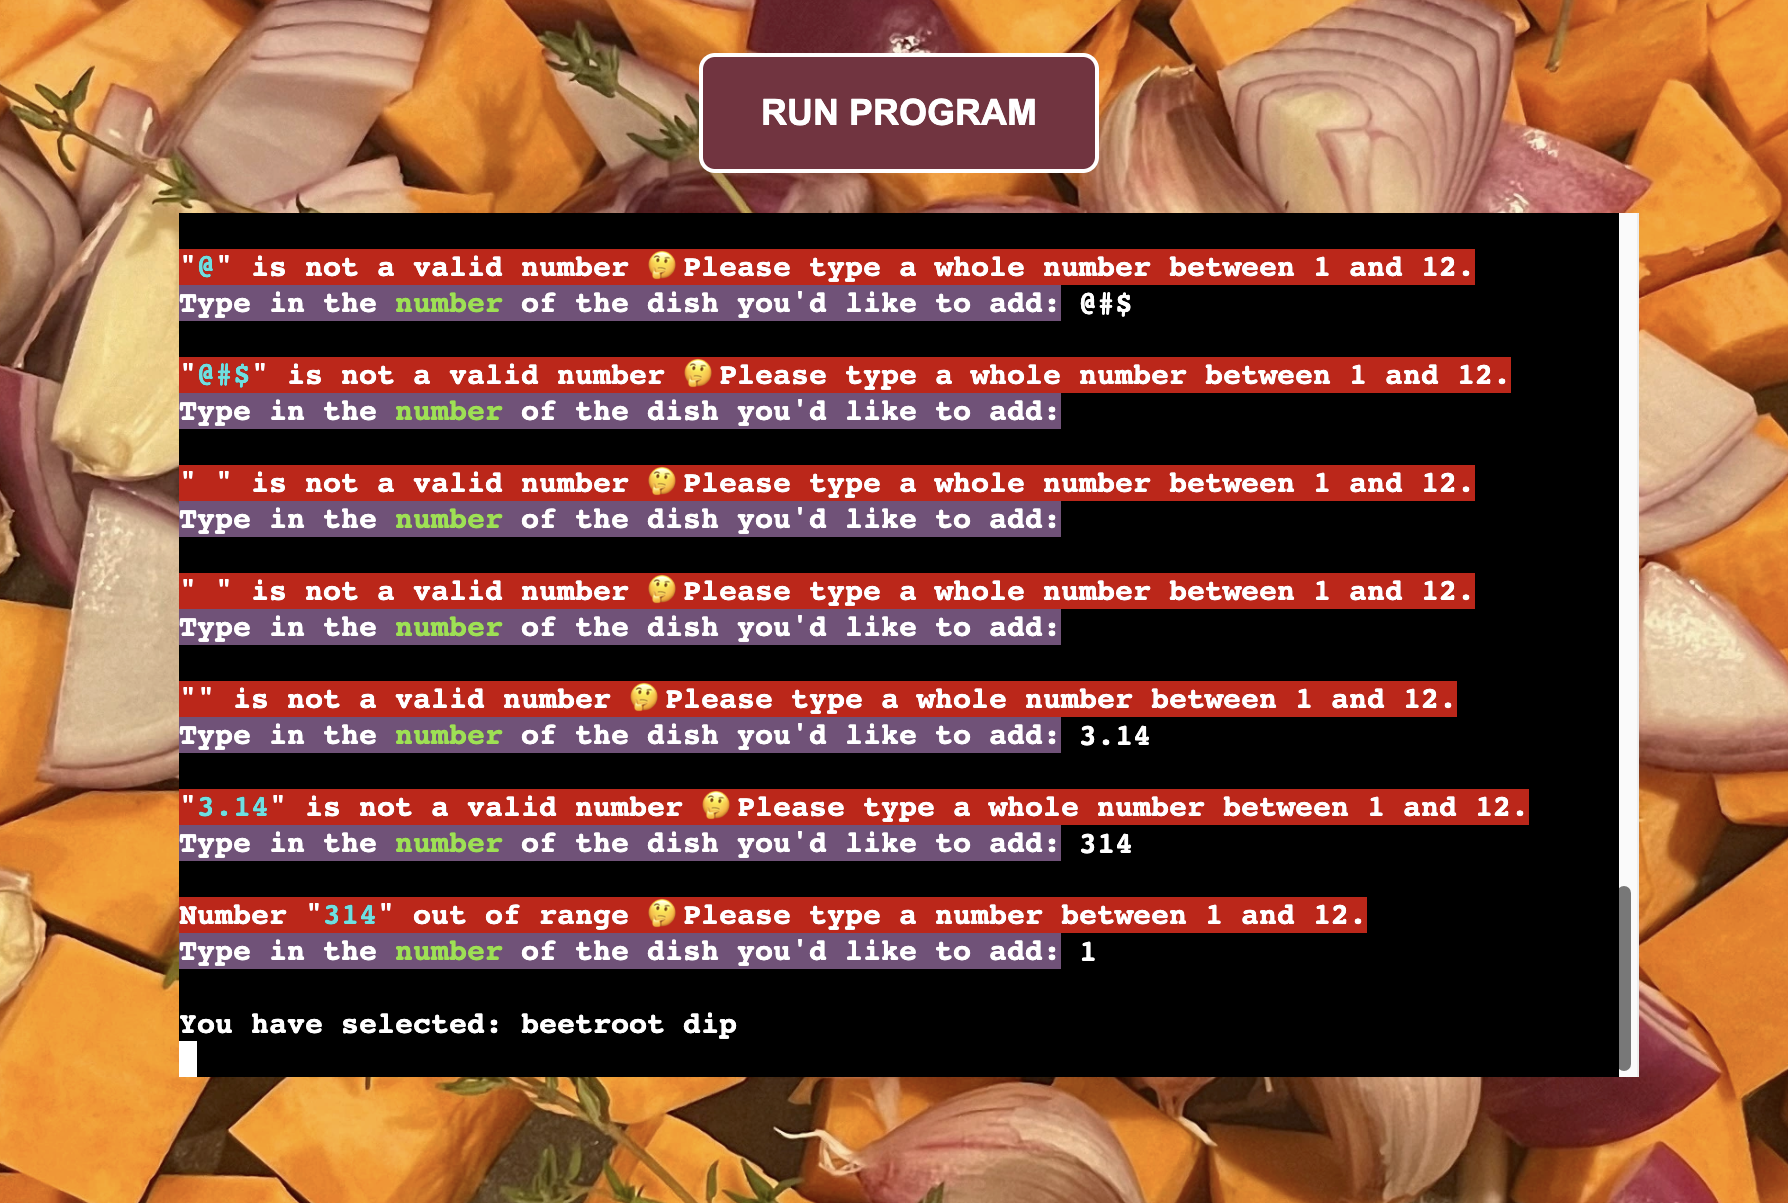 RUN PROGRAM
"@" is not a valid number 🤔Please type a whole number between 1 and 12.
Type in the number of the dish you'd like to add: @#$
"@#$" is not a valid number 🤔Please type a whole number between 1 and 12.
Type in the number of the dish you'd like to add:
" " is not a valid number 🤔Please type a whole number between 1 and 12.
Type in the number of the dish you'd like to add:
" " is not a valid number 🤔Please type a whole number between 1 and 12.
Type in the number of the dish you'd like to add:
"" is not a valid number 🤔Please type a whole number between 1 and 12.
Type in the number of the dish you'd like to add: 3.14
"3.14" is not a valid number 🤔Please type a whole number between 1 and 12.
Type in the number of the dish you'd like to add: 314
Number "314" out of range 🤔Please type a number between 1 and 12.
Type in the number of the dish you'd like to add: 1
You have selected: beetroot dip